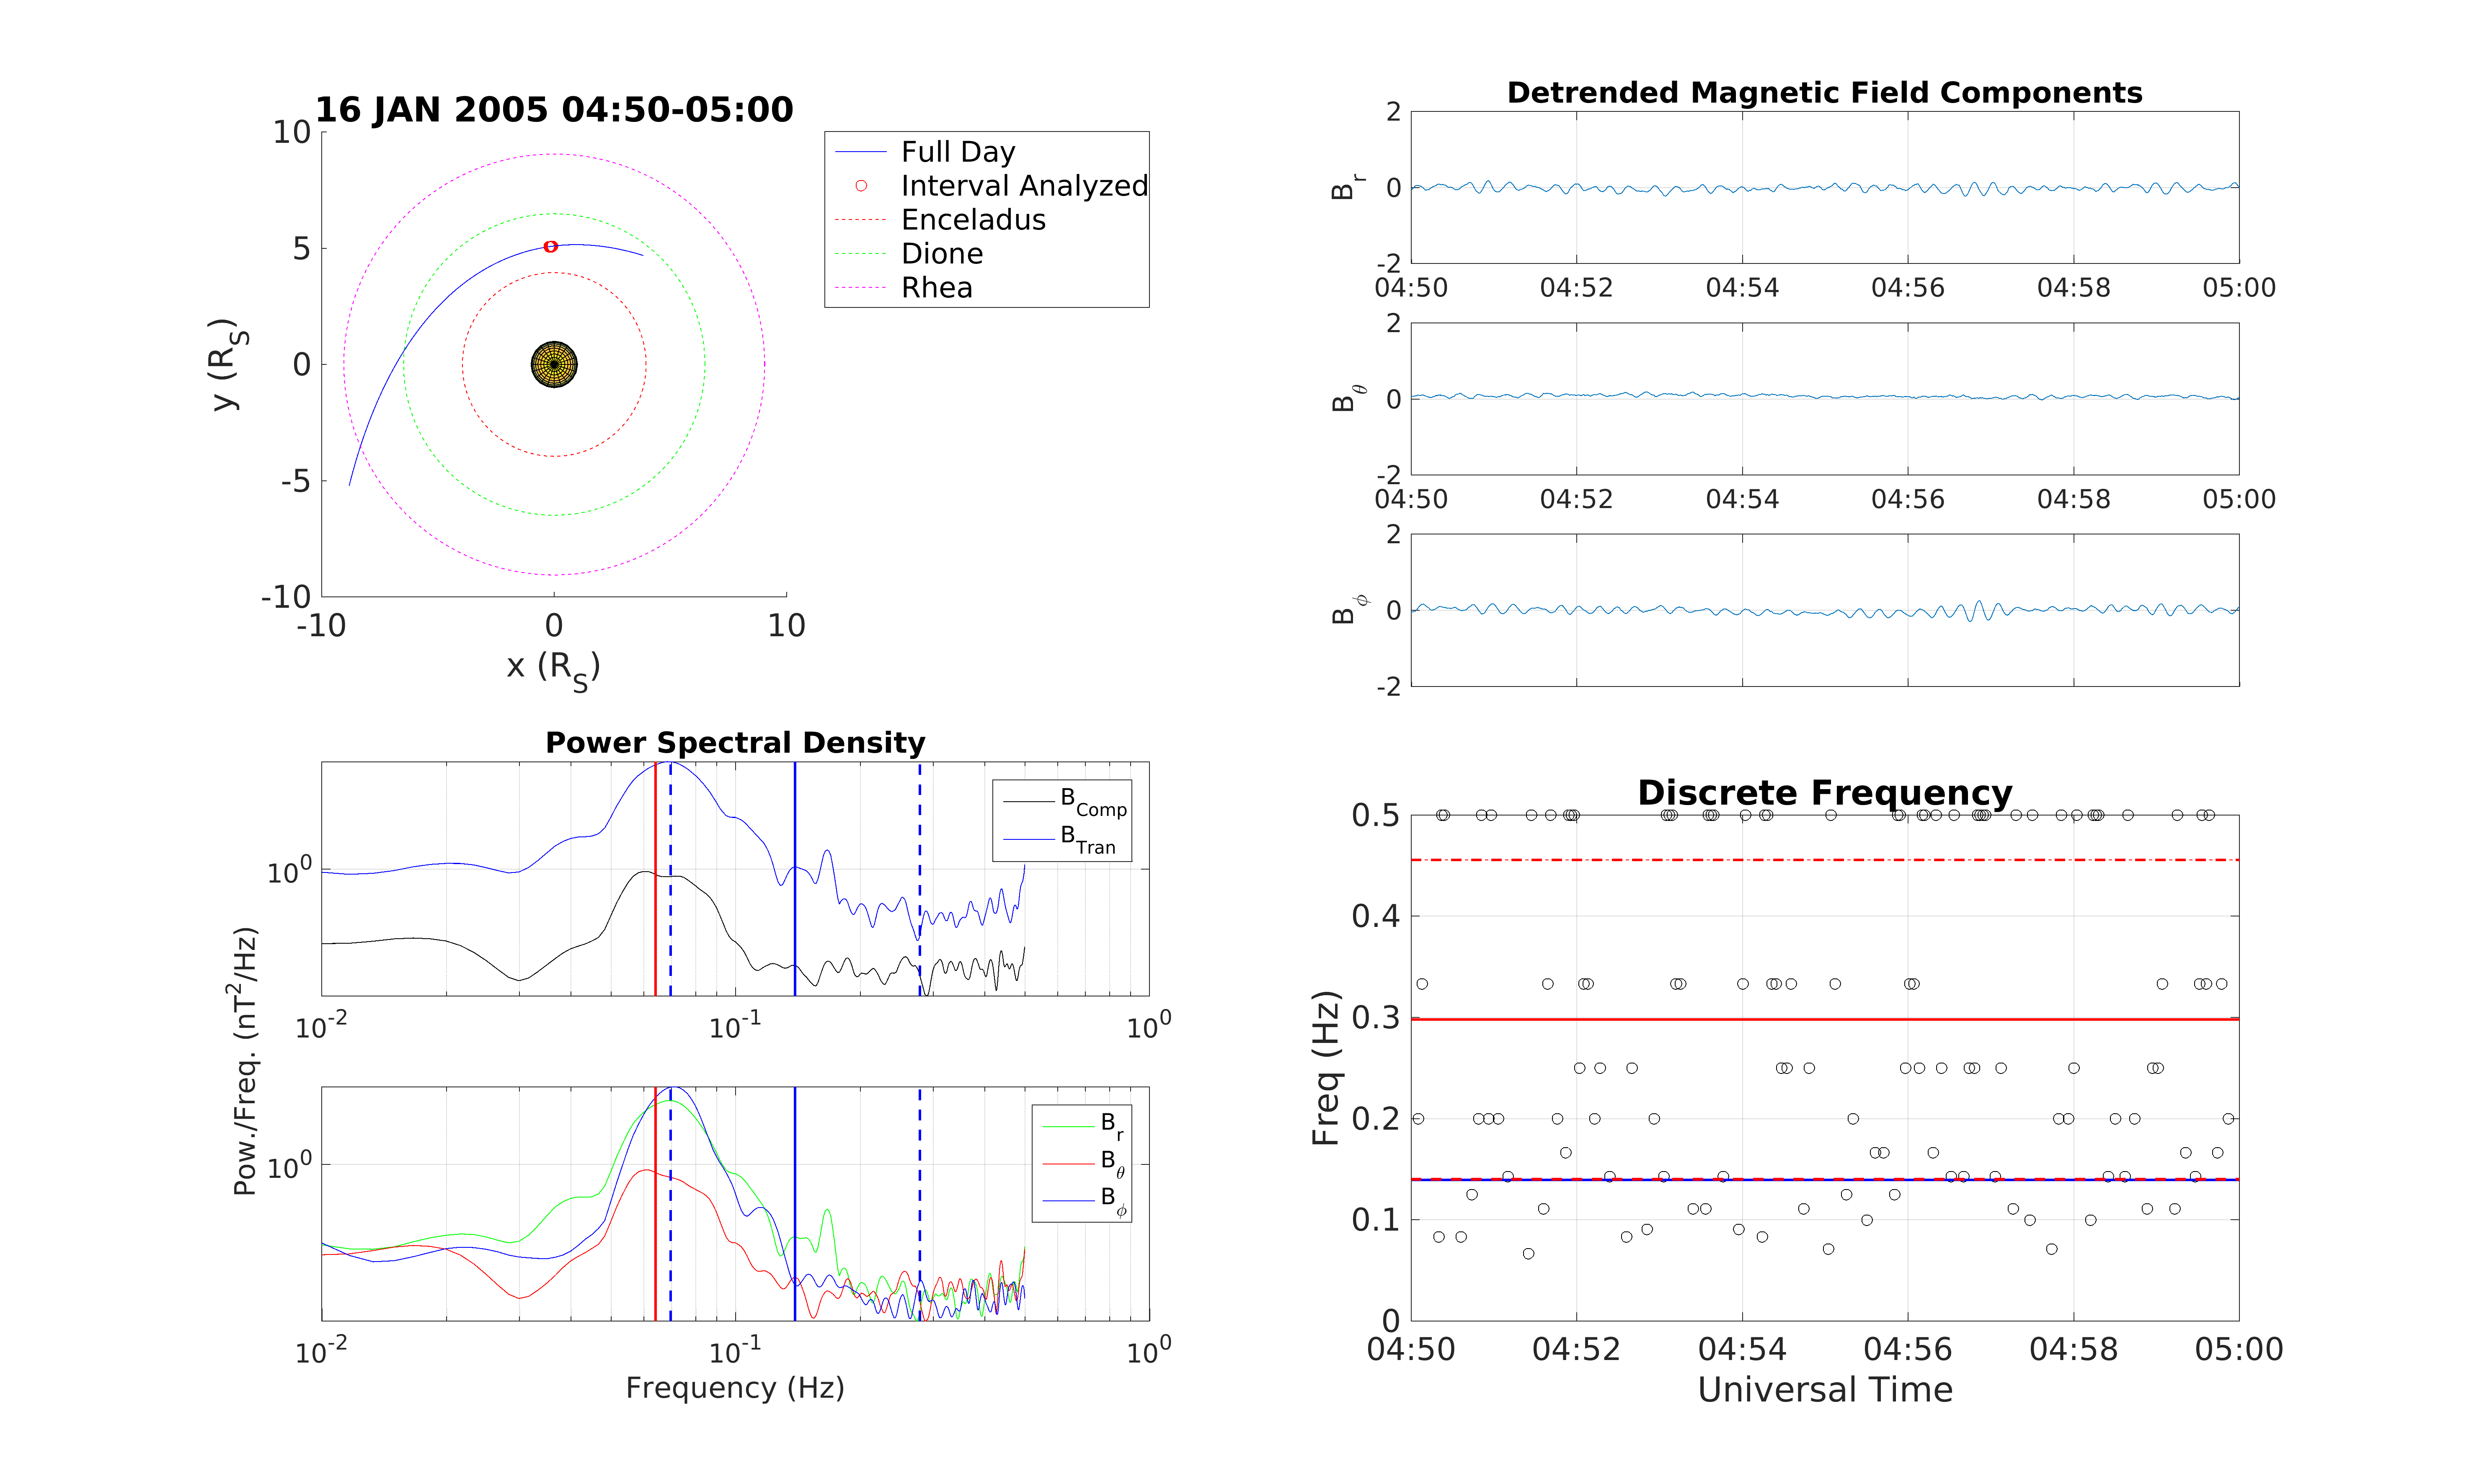 16 JAN 2005 04:50-05:00
10
5
0
-5
-10
-10 0 10
y (R_S)
x (R_S)
Full Day
Interval Analyzed
Enceladus
Dione
Rhea
Detrended Magnetic Field Components
2
0
-2
B_r
04:50 04:52 04:54 04:56 04:58 05:00
2
0
-2
B_θ
04:50 04:52 04:54 04:56 04:58 05:00
2
0
-2
B_ϕ
Power Spectral Density
10^0
B_Comp
B_Tran
10^-2 10^-1 10^0
Pow./Freq. (nT^2/Hz)
10^0
B_r
B_θ
B_ϕ
10^-2 10^-1 10^0
Frequency (Hz)
Discrete Frequency
0.5
0.4
0.3
0.2
0.1
0
Freq (Hz)
04:50 04:52 04:54 04:56 04:58 05:00
Universal Time